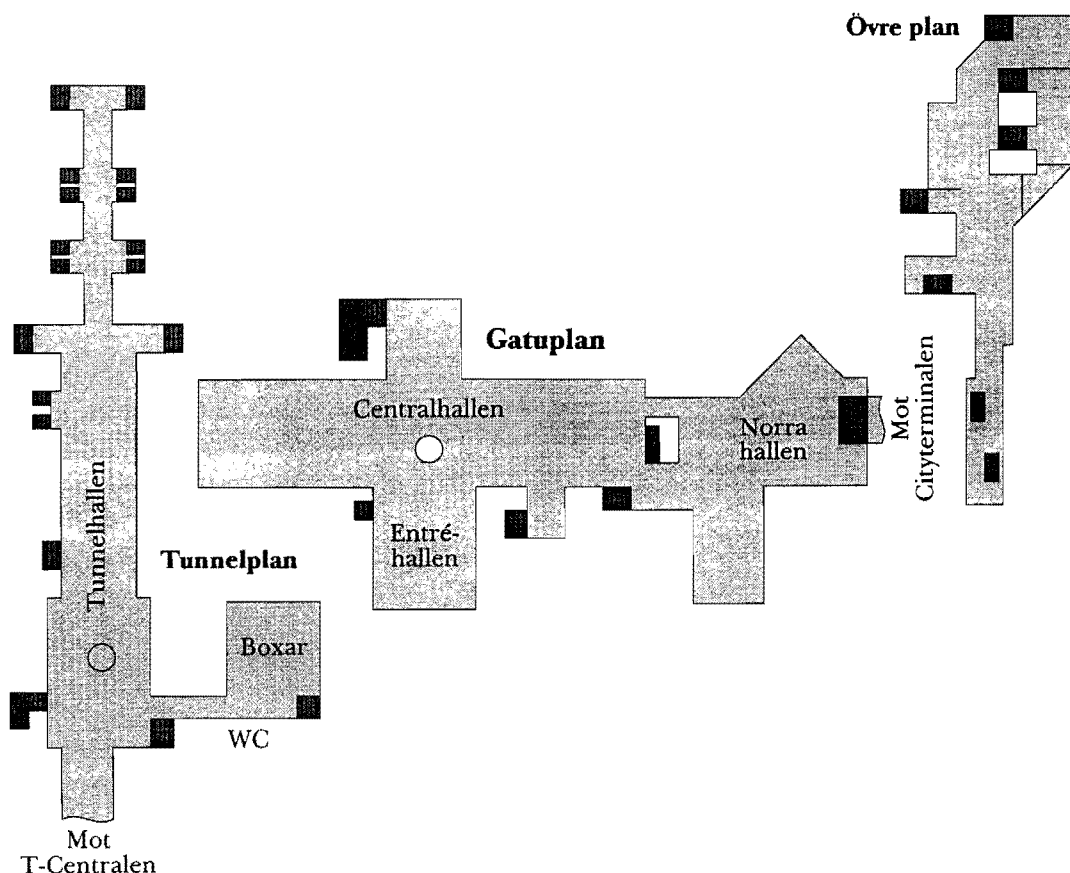 Övre plan
Gatuplan
Centralhallen
Norra
hallen
Mot
Cityterminalen
Entré-
hallen
Tunnelhallen
Tunnelplan
Boxar
WC
Mot
T-Centralen